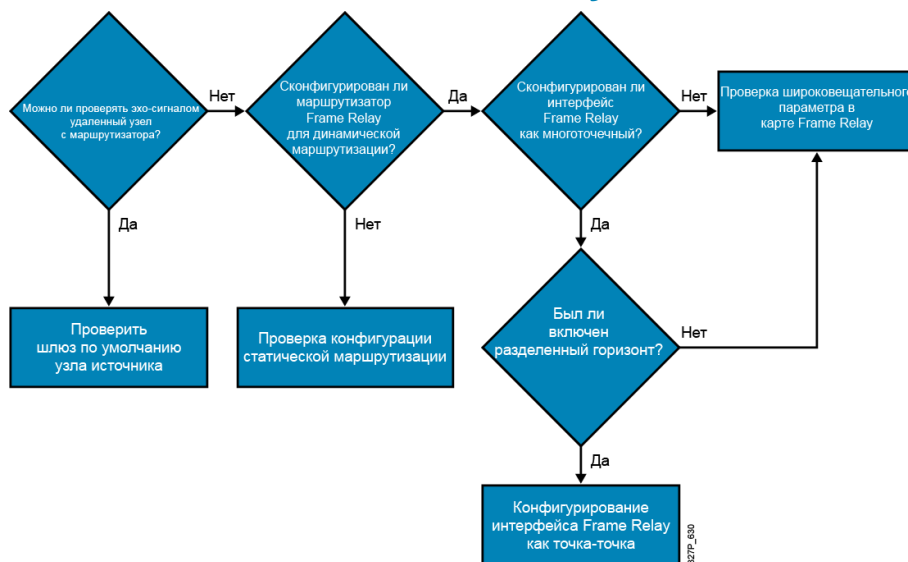 Можно ли проверять эхо-сигналом
удаленный узел
с маршрутизатора?
Нет
Сконфигурирован ли
маршрутизатор
Frame Relay
для динамической
маршрутизации?
Да
Сконфигурирован ли
интерфейс
Frame Relay
как многоточечный?
Нет
Проверка широковещательного
параметра в
карте Frame Relay
Да
Нет
Да
Проверить
шлюз по умолчанию
узла источника
Проверка конфигурации
статической маршрутизации
Был ли
включен
разделенный горизонт?
Нет
Да
Конфигурирование
интерфейса Frame Relay
как точка-точка
327P_630